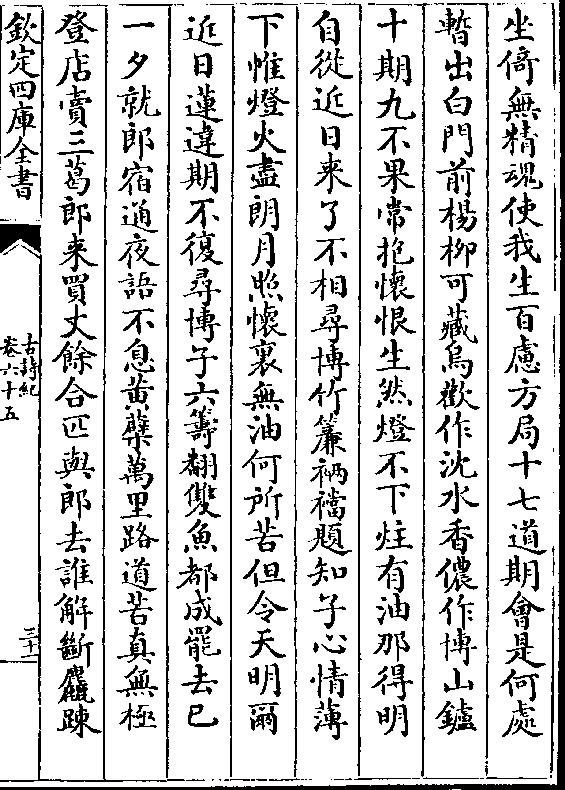 坐倚無精魂使我生百慮方局十七道期會是何處
暫出白門前楊柳可藏烏歡作沈水香儂作博山鑪
十期九不果常抱懷恨生然燈不下炷有油那得明
自從近日来了不相尋博竹簾裲襠題知子心情薄
下帷燈火盡朗月照懷裏無油何所苦但令天明爾
近日蓮違期不復尋博子六籌翻雙魚都成罷去已
一夕就郎宿通夜語不息黄蘗萬里路道苦真無極
登店賣三葛郎来買丈餘合匹與郎去誰解斷麤踈
欽定四庫全書
古詩紀
卷六十五
三十一